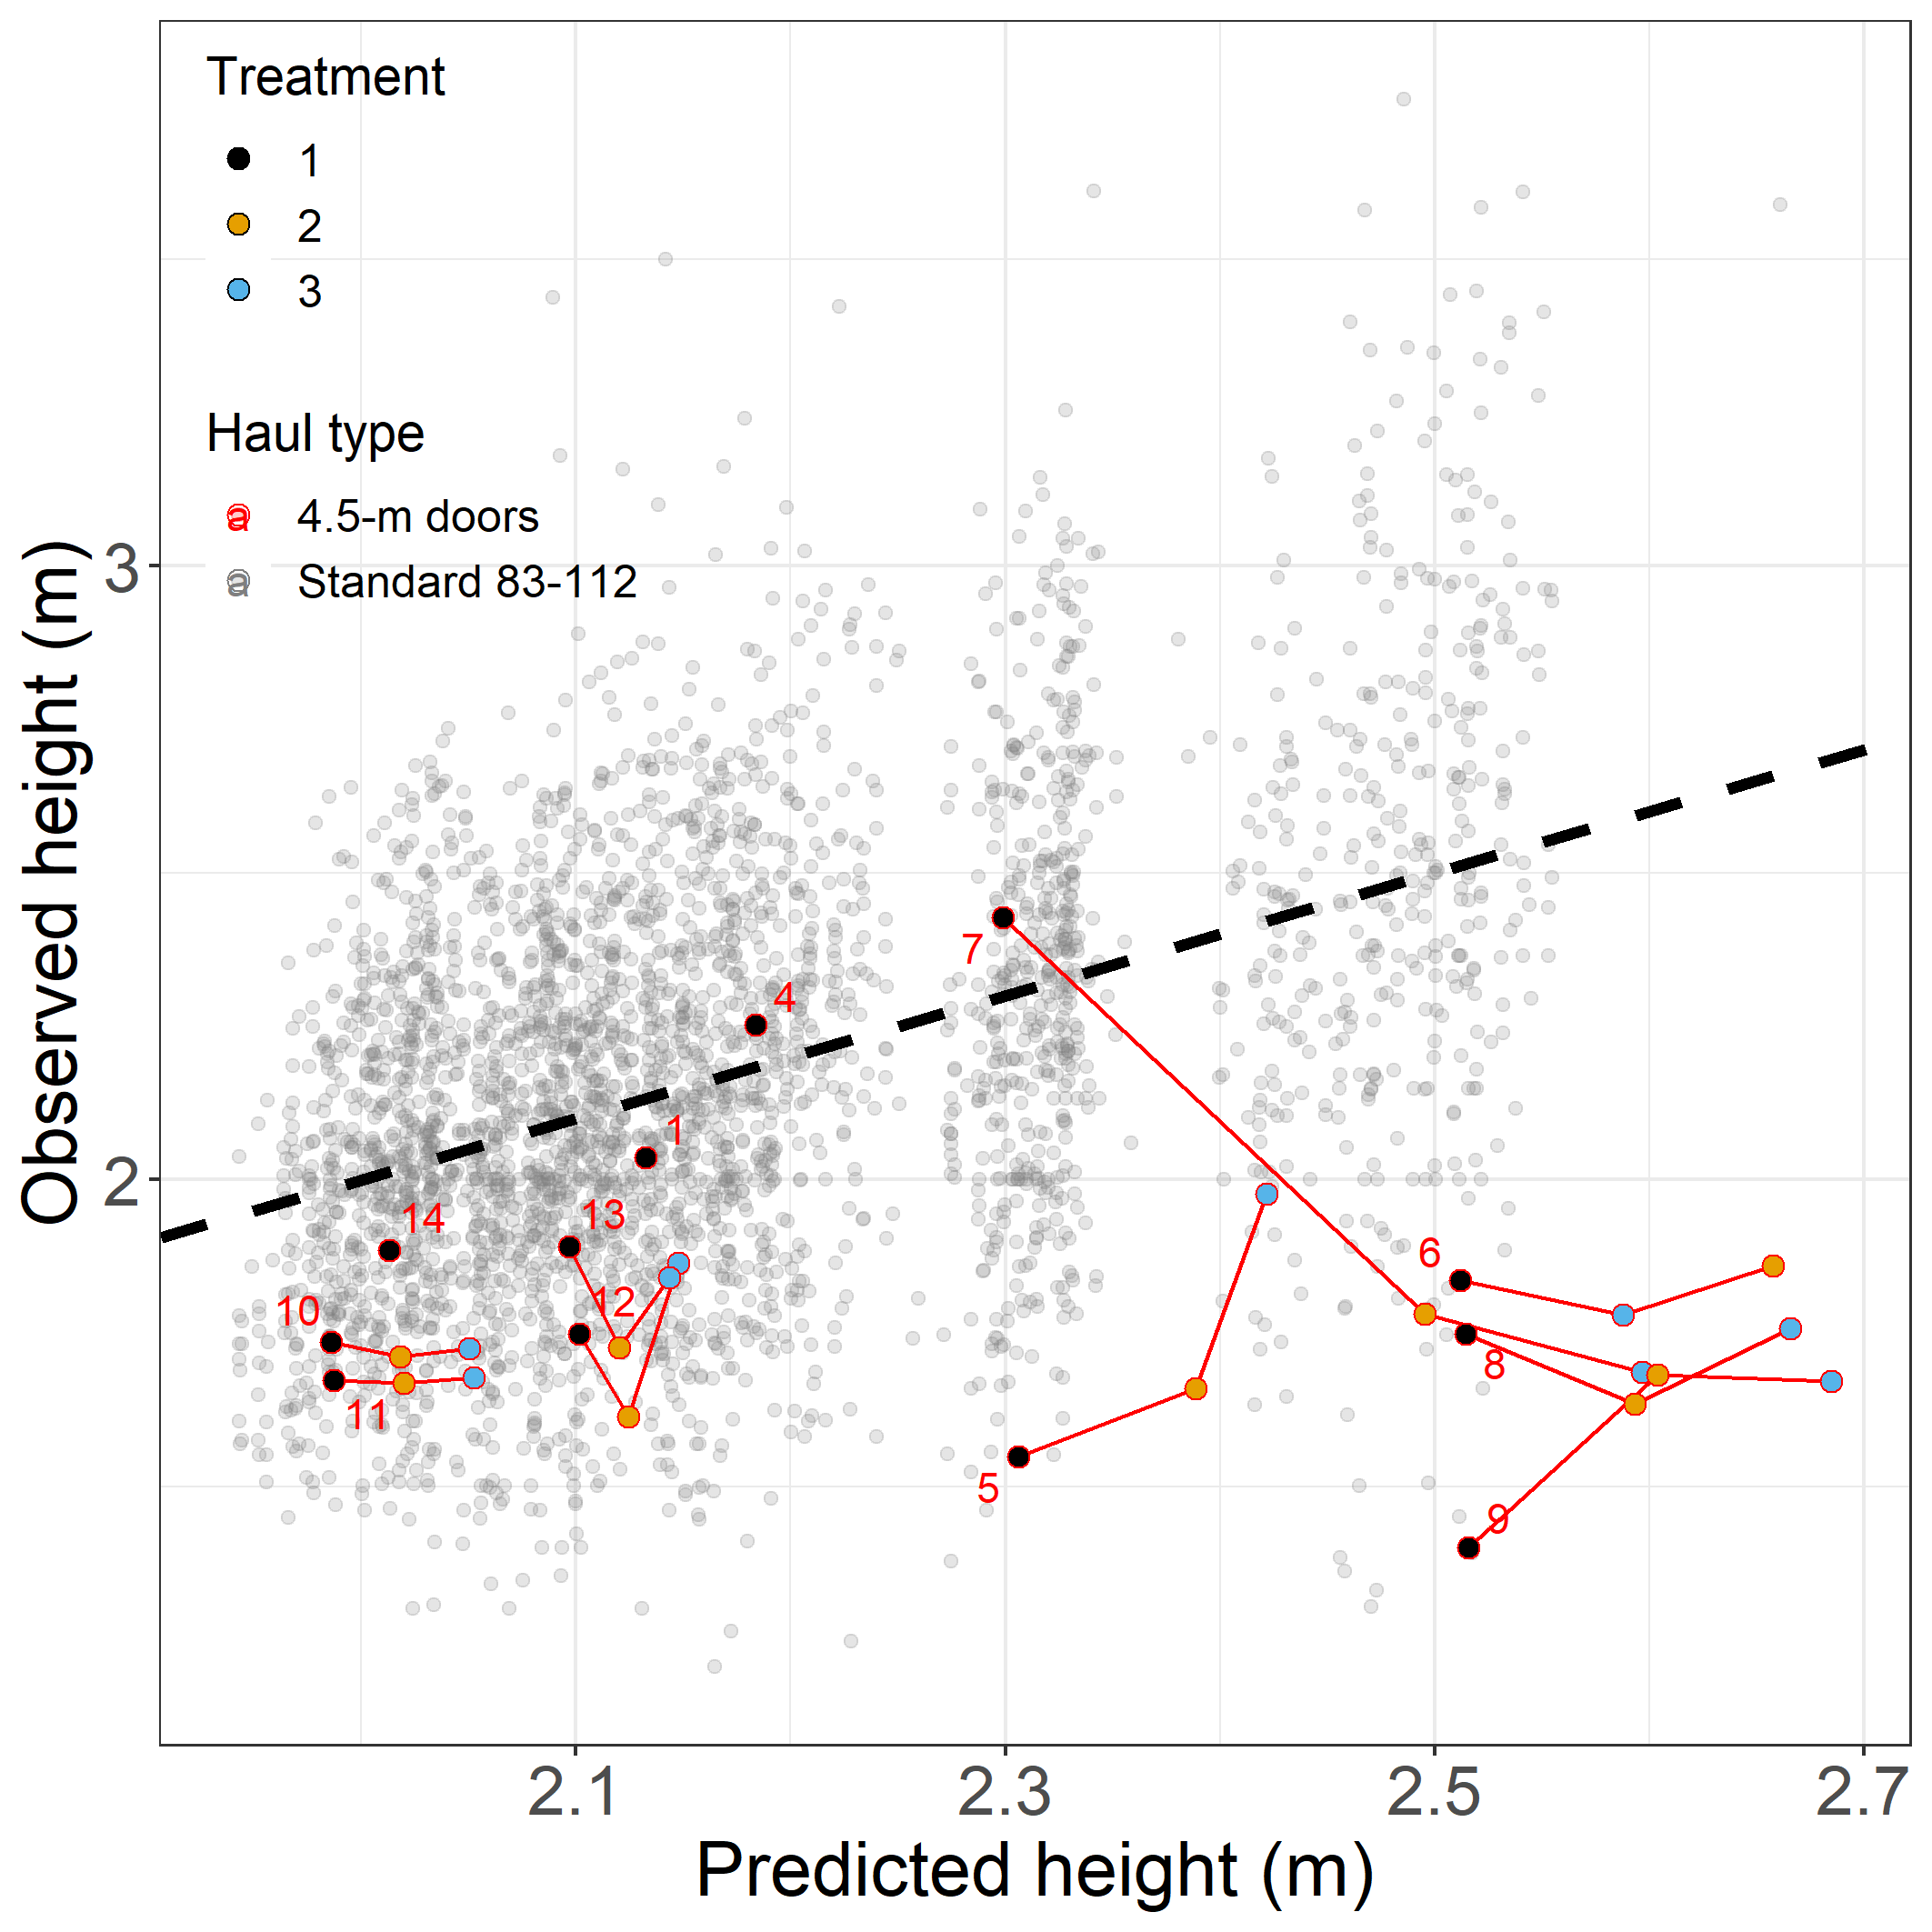 Treatment
1
2
3
Haul type
a 4.5-m doors
a Standard 83-112
Observed height (m)
3
2
7
4
1
14
13
6
12
10
8
11
5
9
2.1 2.3 2.5 2.7
Predicted height (m)